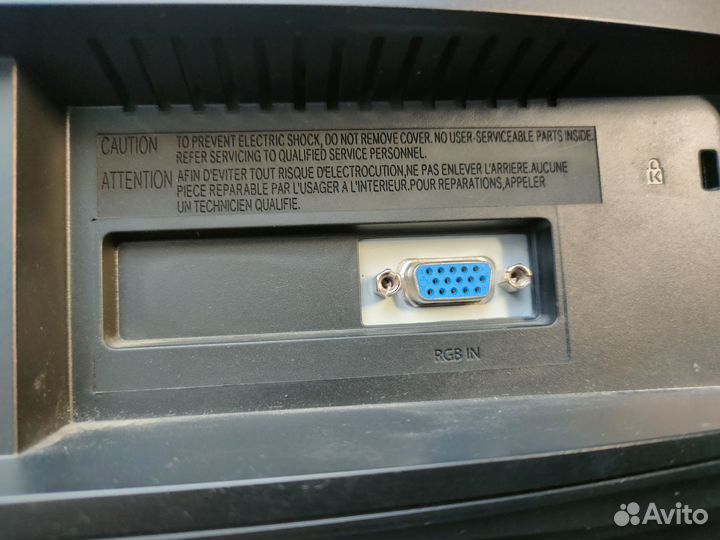 CAUTION TO PREVENT ELECTRIC SHOCK, DO NOT REMOVE COVER. NO USER-SERVICEABLE PARTS INSIDE.
REFER SERVICING TO QUALIFIED SERVICE PERSONNEL.
ATTENTION AFIN D'EVITER TOUT RISQUE D'ELECTROCUTION,NE PAS ENLEVER L'ARRIERE.AUCUNE
PIECE REPARABLE PAR L'USAGER A L'INTERIEUR.POUR REPARATIONS,APPELER
UN TECHNICIEN QUALIFIE.
K
RGB IN
Avito